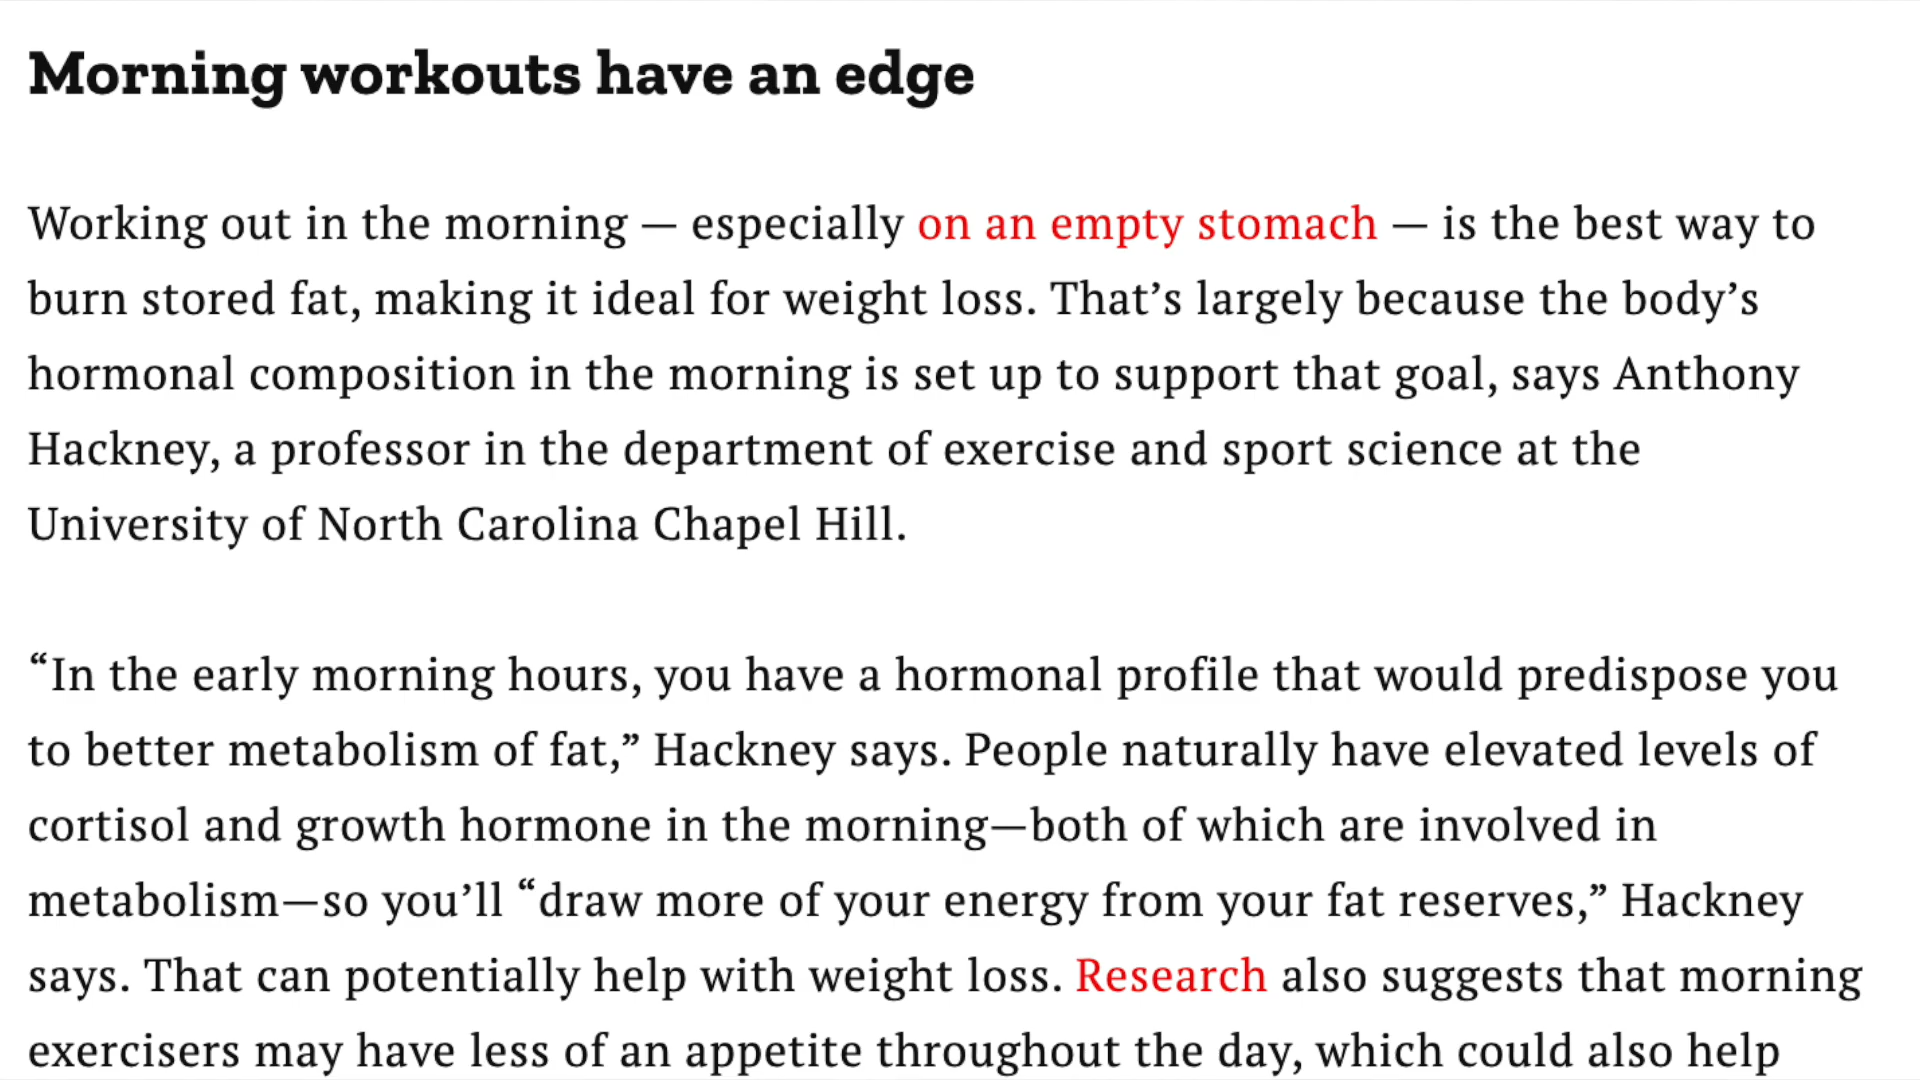 Morning workouts have an edge
Working out in the morning — especially on an empty stomach — is the best way to
burn stored fat, making it ideal for weight loss. That’s largely because the body’s
hormonal composition in the morning is set up to support that goal, says Anthony
Hackney, a professor in the department of exercise and sport science at the
University of North Carolina Chapel Hill.
“In the early morning hours, you have a hormonal profile that would predispose you
to better metabolism of fat,” Hackney says. People naturally have elevated levels of
cortisol and growth hormone in the morning—both of which are involved in
metabolism—so you’ll “draw more of your energy from your fat reserves,” Hackney
says. That can potentially help with weight loss. Research also suggests that morning
exercisers may have less of an appetite throughout the day, which could also help